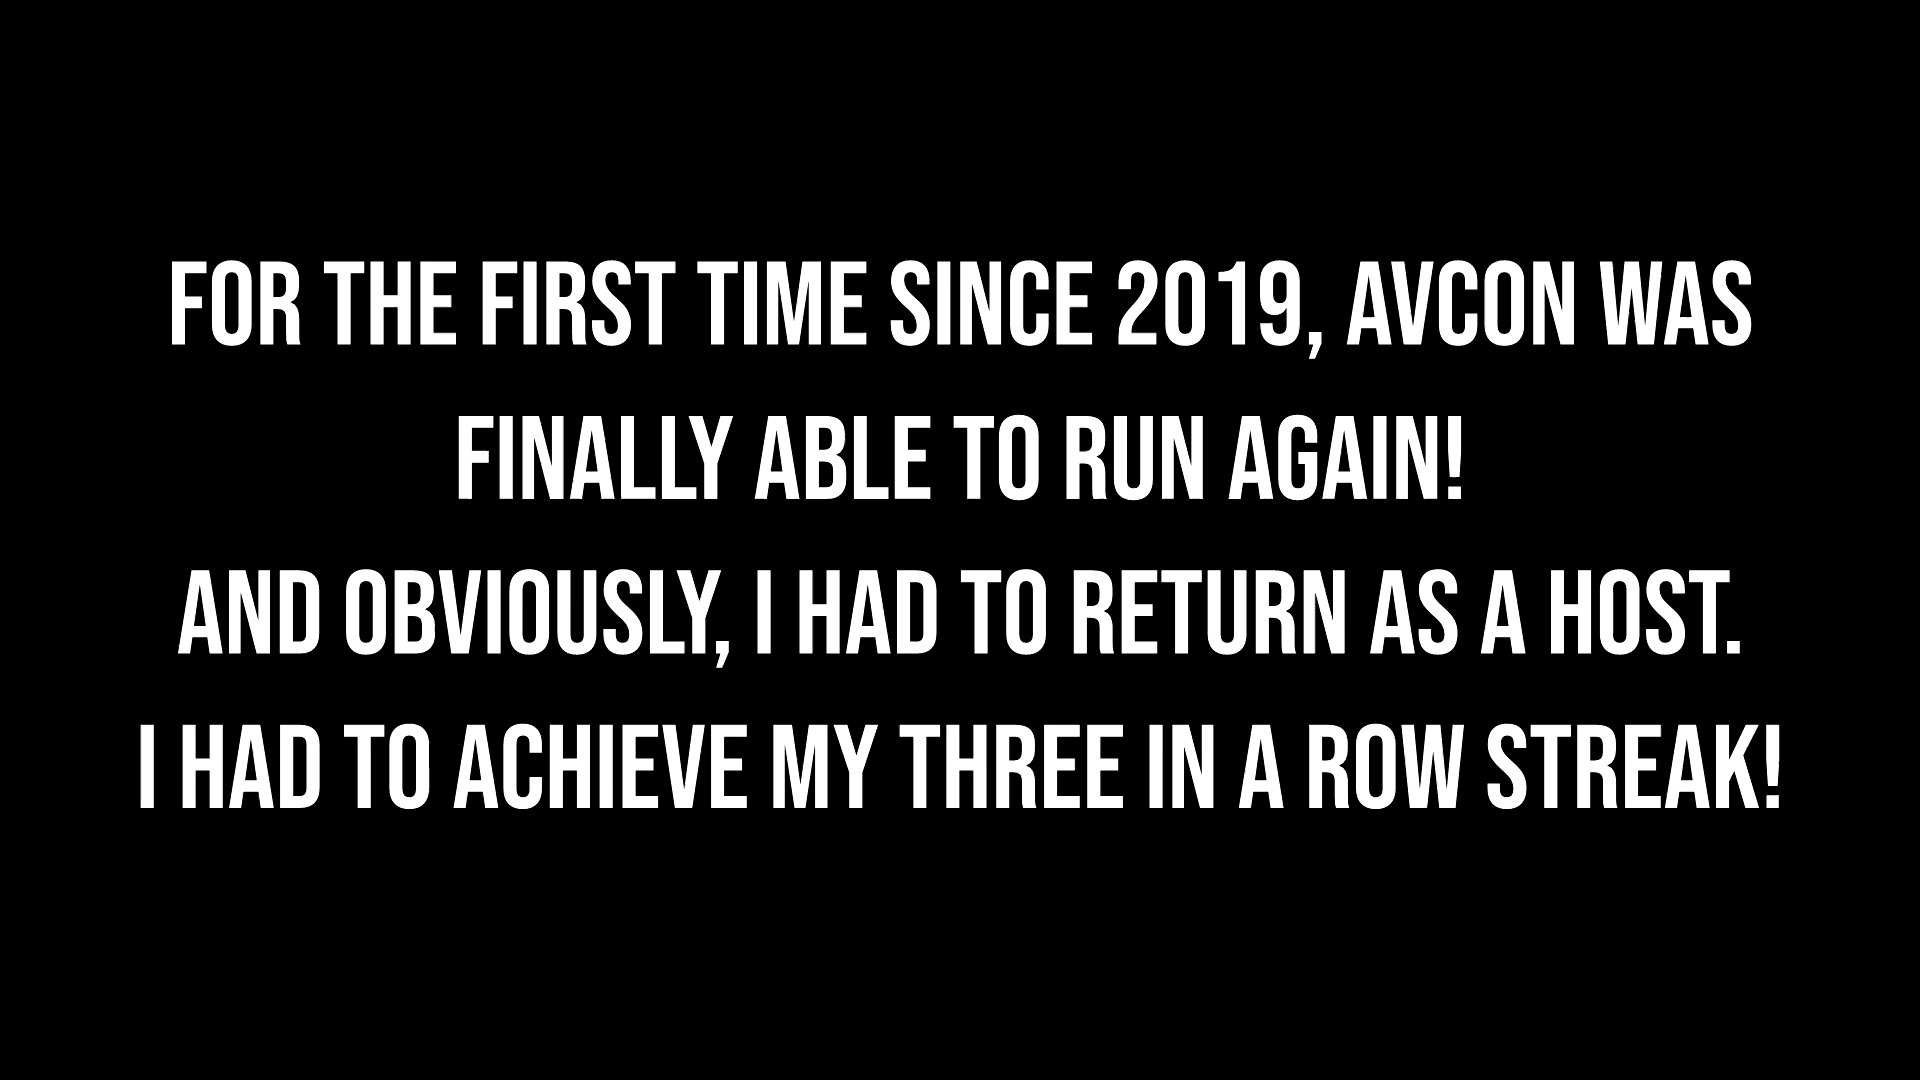 FOR THE FIRST TIME SINCE 2019, AVCON WAS
FINALLY ABLE TO RUN AGAIN!
AND OBVIOUSLY, I HAD TO RETURN AS A HOST.
I HAD TO ACHIEVE MY THREE IN A ROW STREAK!